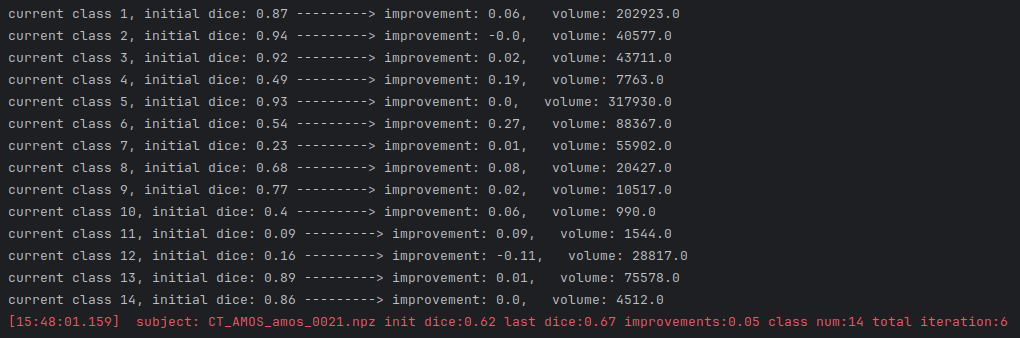 current class 1, initial dice: 0.87 ---------> improvement: 0.06,   volume: 202923.0
current class 2, initial dice: 0.94 ---------> improvement: -0.0,   volume: 40577.0
current class 3, initial dice: 0.92 ---------> improvement: 0.02,   volume: 43711.0
current class 4, initial dice: 0.49 ---------> improvement: 0.19,   volume: 7763.0
current class 5, initial dice: 0.93 ---------> improvement: 0.0,   volume: 317930.0
current class 6, initial dice: 0.54 ---------> improvement: 0.27,   volume: 88367.0
current class 7, initial dice: 0.23 ---------> improvement: 0.01,   volume: 55902.0
current class 8, initial dice: 0.68 ---------> improvement: 0.08,   volume: 20427.0
current class 9, initial dice: 0.77 ---------> improvement: 0.02,   volume: 10517.0
current class 10, initial dice: 0.4 ---------> improvement: 0.06,   volume: 990.0
current class 11, initial dice: 0.09 ---------> improvement: 0.09,   volume: 1544.0
current class 12, initial dice: 0.16 ---------> improvement: -0.11,   volume: 28817.0
current class 13, initial dice: 0.89 ---------> improvement: 0.01,   volume: 75578.0
current class 14, initial dice: 0.86 ---------> improvement: 0.0,   volume: 4512.0
[15:48:01.159]  subject: CT_AMOS_amos_0021.npz init dice:0.62 last dice:0.67 improvements:0.05 class num:14 total iteration:6